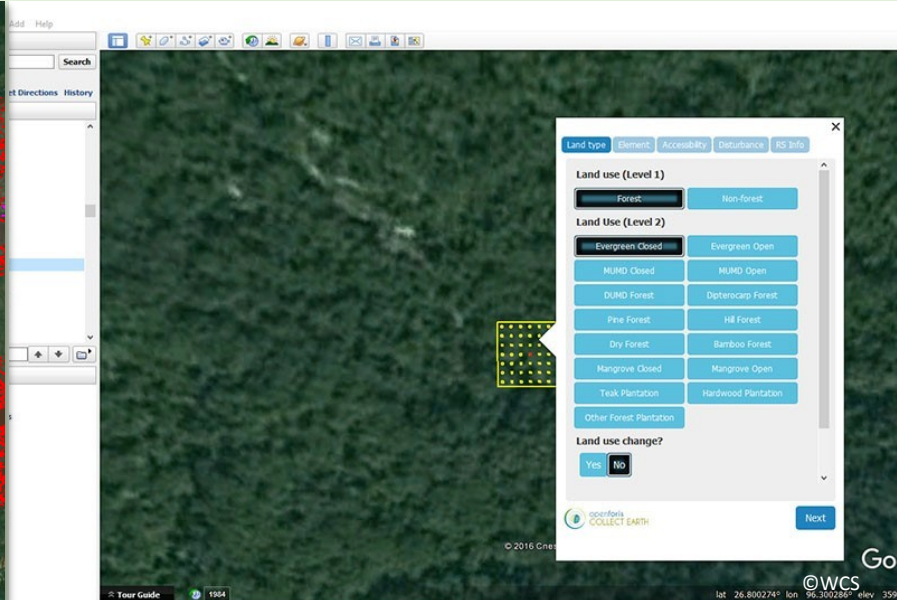 Add Help
Search
et Directions History
Land type Element Accessibility Disturbance RS Info
Land use (Level 1)
Forest Non-forest
Land Use (Level 2)
Evergreen Closed Evergreen Open
MUMD Closed MUMD Open
DUMD Forest Dipterocarp Forest
Pine Forest Hill Forest
Dry Forest Bamboo Forest
Mangrove Closed Mangrove Open
Teak Plantation Hardwood Plantation
Other Forest Plantation
Land use change?
Yes No
openforis
COLLECT EARTH
Next
© 2016 Cnes
Go
©WCS
Tour Guide 1984
lat 26.800274° lon 96.300286° elev 359